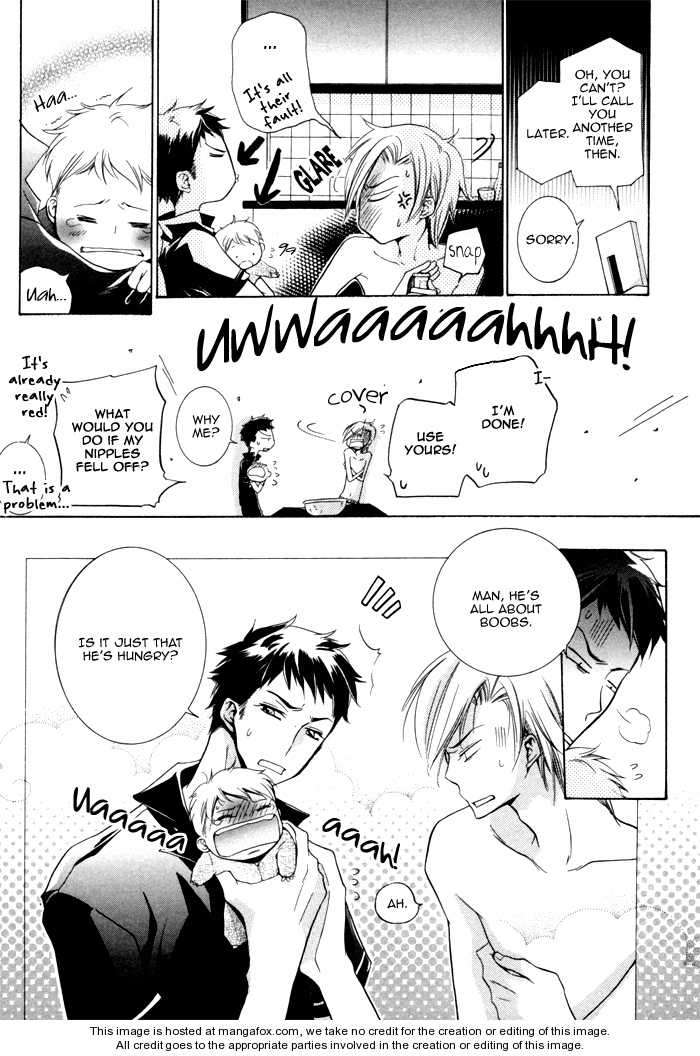 OH, YOU
CAN'T?
I'LL CALL
YOU
ANOTHER
TIME,
THEN.
LATER.
SORRY.
...
It's all
their
fault!
GLARE
snap
Haa...
Uah...
UWWaaaaaahhhH!
I-
I'M
DONE!
USE
YOURS!
cover
WHY
ME?
WHAT
WOULD YOU
DO IF MY
NIPPLES
FELL OFF?
It's
already
really
red!
...
That is a
problem...
MAN, HE'S
ALL ABOUT
BOOBS.
IS IT JUST THAT
HE'S HUNGRY?
Uaaaaaa
aaah!
AH.
This image is hosted at mangafox.com, we take no credit for the creation or editing of this image.
All credit goes to the appropriate parties involved in the creation or editing of this image.